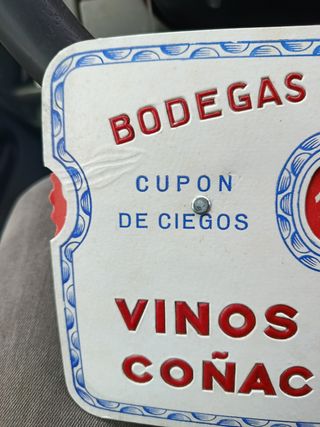 BODEGAS
CUPON
DE CIEGOS
VINOS
COÑAC